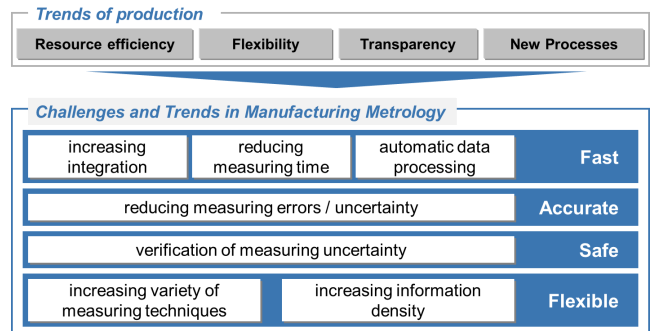 Trends of production
Resource efficiency
Flexibility
Transparency
New Processes
Challenges and Trends in Manufacturing Metrology
increasing
integration
reducing
measuring time
automatic data
processing
Fast
reducing measuring errors / uncertainty
Accurate
verification of measuring uncertainty
Safe
increasing variety of
measuring techniques
increasing information
density
Flexible